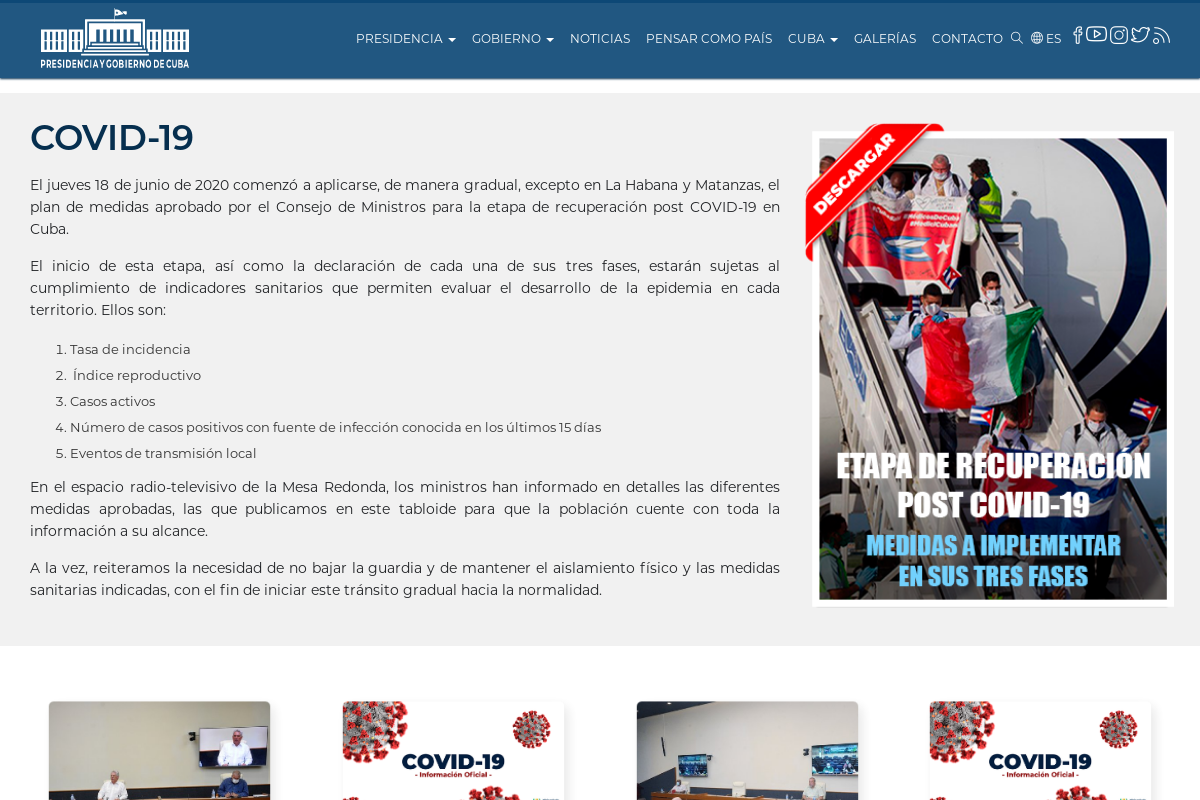 PRESIDENCIA Y GOBIERNO DE CUBA
PRESIDENCIA GOBIERNO NOTICIAS PENSAR COMO PAÍS CUBA GALERÍAS CONTACTO ES
COVID-19
El jueves 18 de junio de 2020 comenzó a aplicarse, de manera gradual, excepto en La Habana y Matanzas, el
plan de medidas aprobado por el Consejo de Ministros para la etapa de recuperación post COVID-19 en
Cuba.
El inicio de esta etapa, así como la declaración de cada una de sus tres fases, estarán sujetas al
cumplimiento de indicadores sanitarios que permiten evaluar el desarrollo de la epidemia en cada
territorio. Ellos son:
1. Tasa de incidencia
2. Índice reproductivo
3. Casos activos
4. Número de casos positivos con fuente de infección conocida en los últimos 15 días
5. Eventos de transmisión local
En el espacio radio-televisivo de la Mesa Redonda, los ministros han informado en detalles las diferentes
medidas aprobadas, las que publicamos en este tabloide para que la población cuente con toda la
información a su alcance.
A la vez, reiteramos la necesidad de no bajar la guardia y de mantener el aislamiento físico y las medidas
sanitarias indicadas, con el fin de iniciar este tránsito gradual hacia la normalidad.
DESCARGAR
#MédicosDeCuba
ETAPA DE RECUPERACIÓN
POST COVID-19
MEDIDAS A IMPLEMENTAR
EN SUS TRES FASES
COVID-19
- Información Oficial -
COVID-19
- Información Oficial -